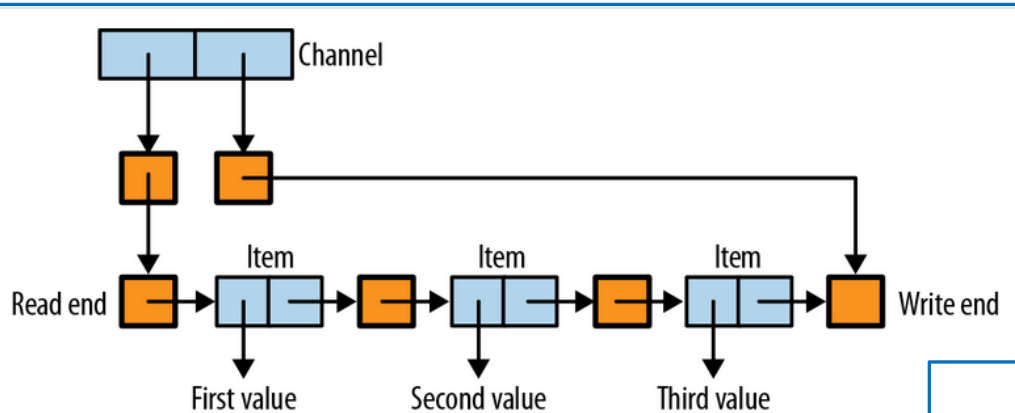 Channel
Item Item Item
Read end Write end
First value Second value Third value